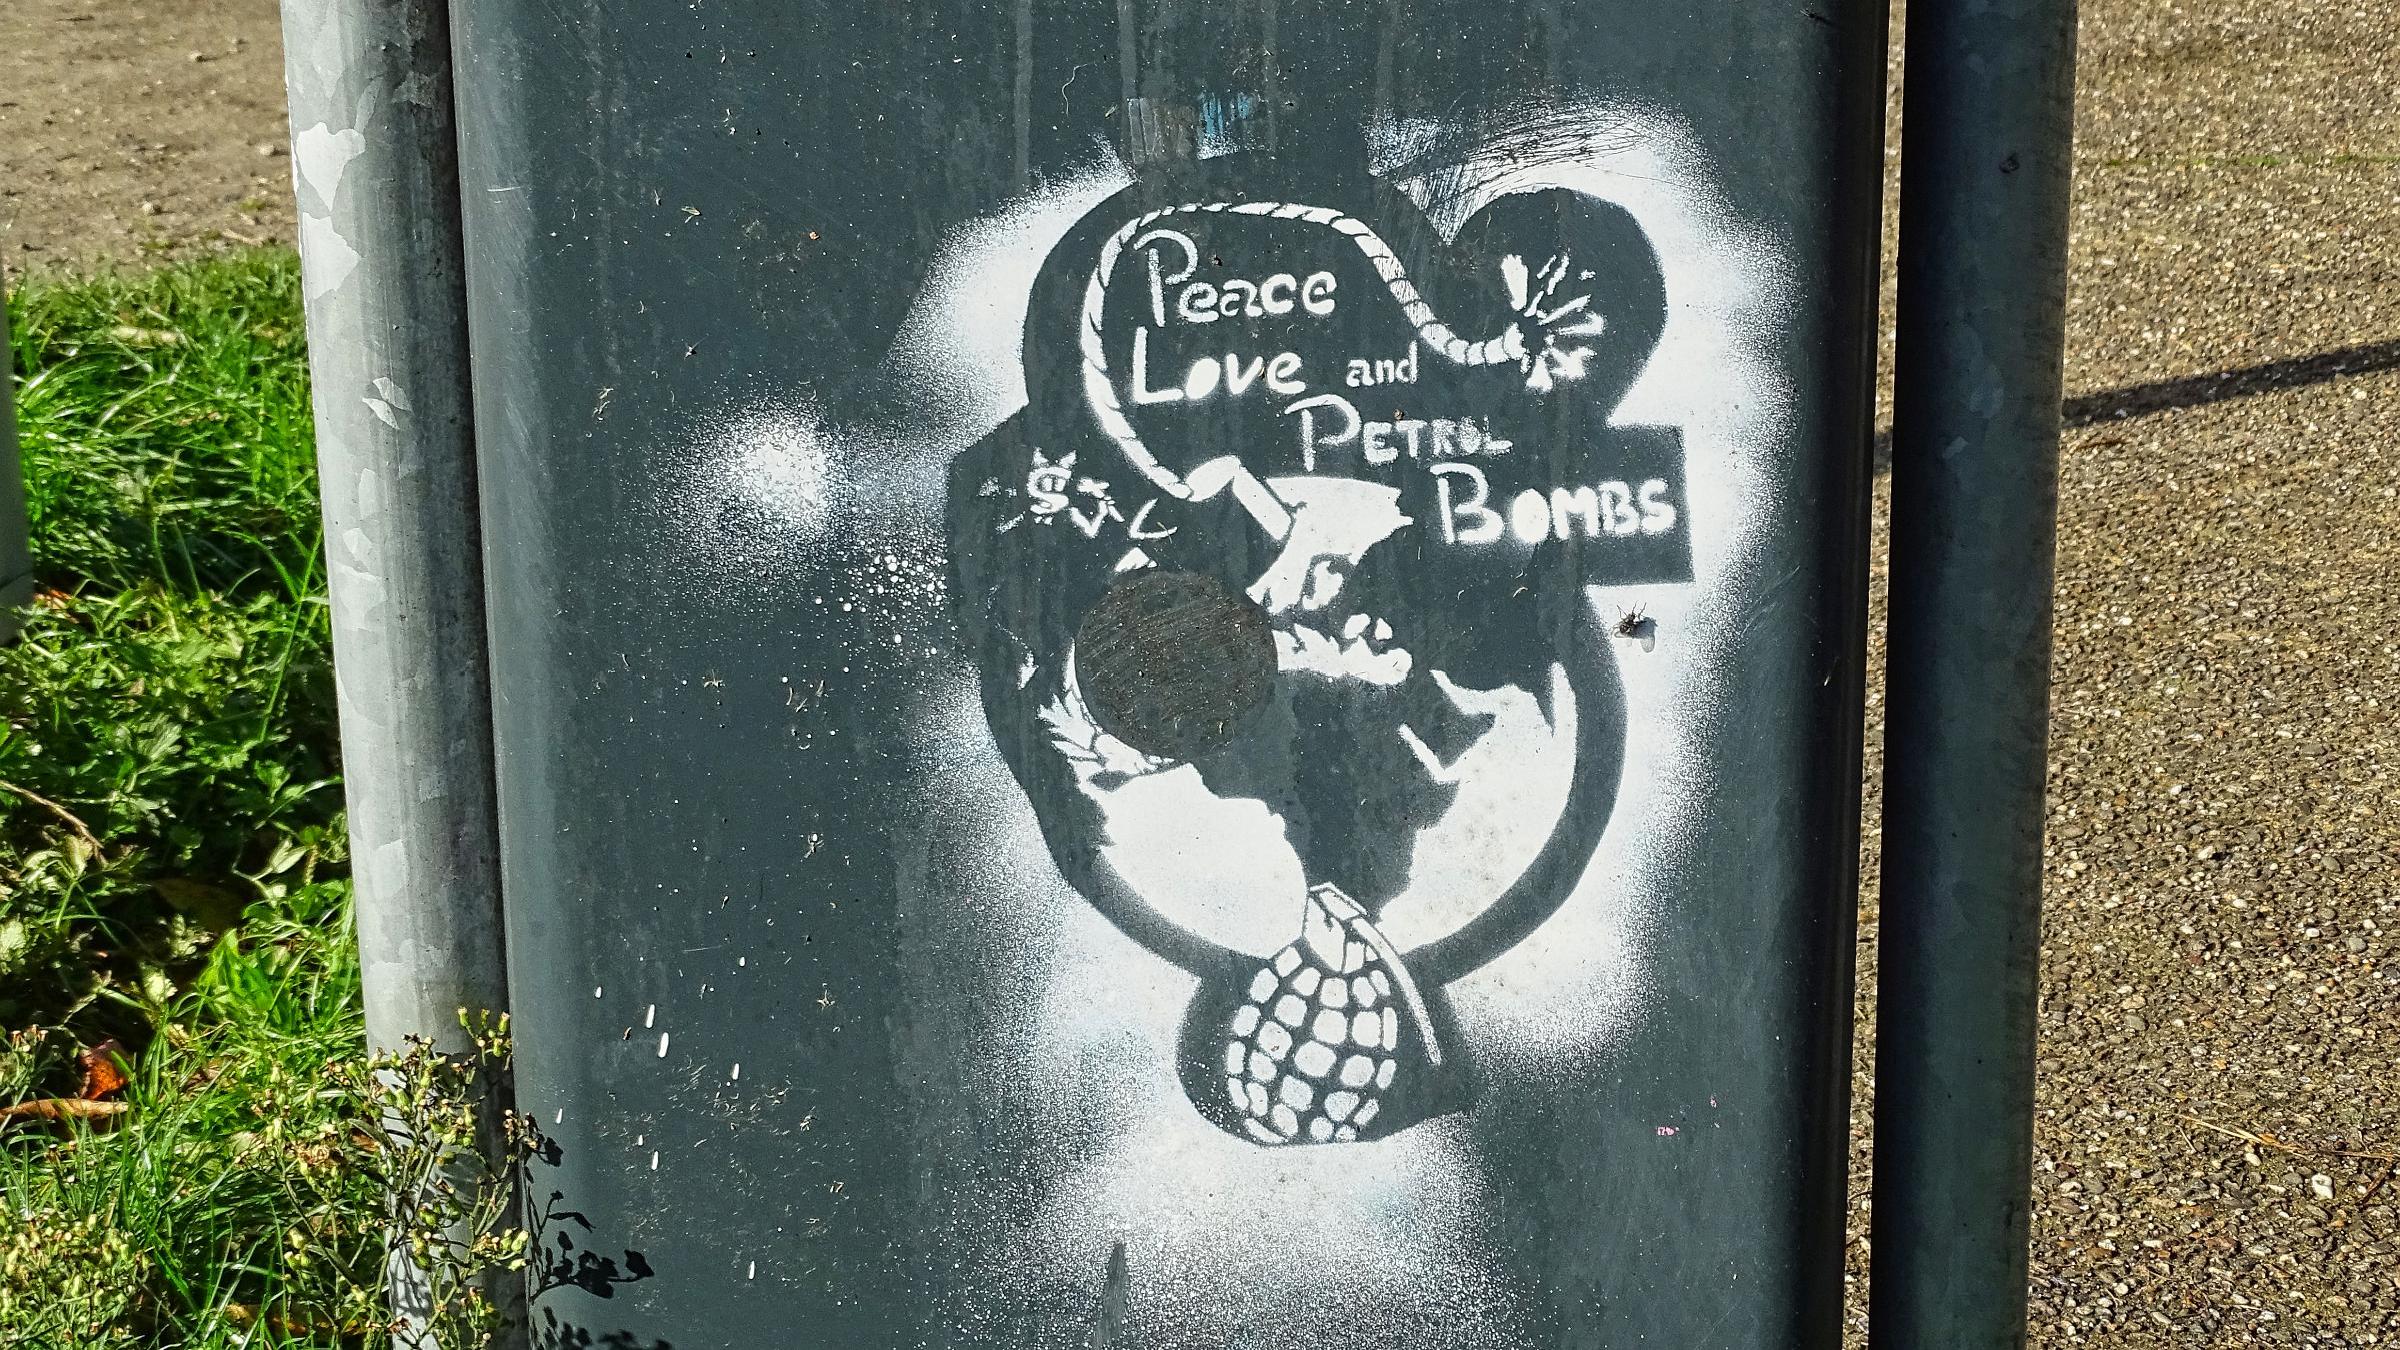 Peace
Love and
PETROL
BOMBS